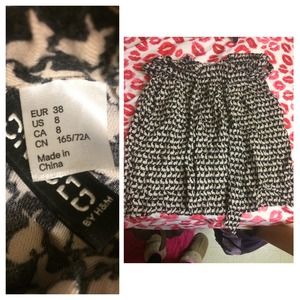 EUR 38
US 8
CA 8
CN 165/72A
Made in
China
BY H&M